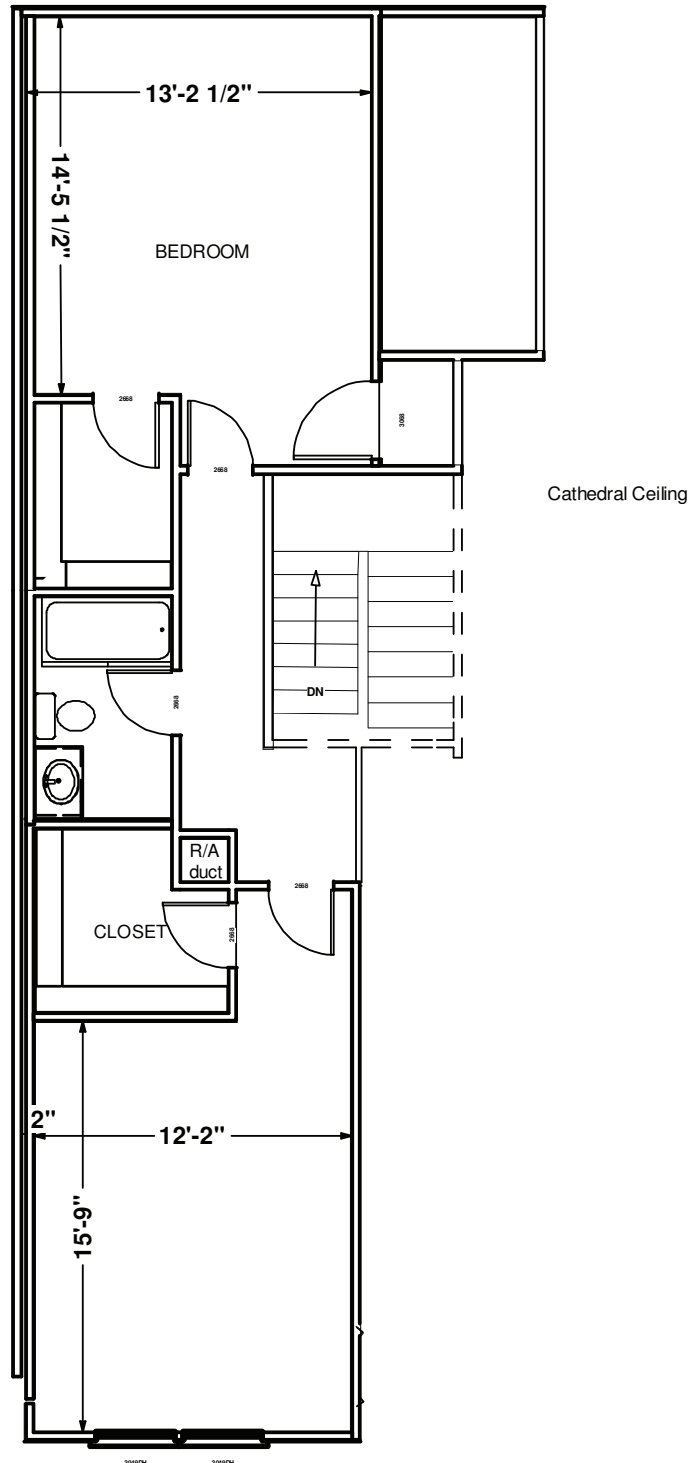 13'-2 1/2"
14'-5 1/2"
BEDROOM
2668
3068
2668
Cathedral Ceiling
DN
2668
R/A
duct
2668
CLOSET
2668
2"
12'-2"
15'-9"